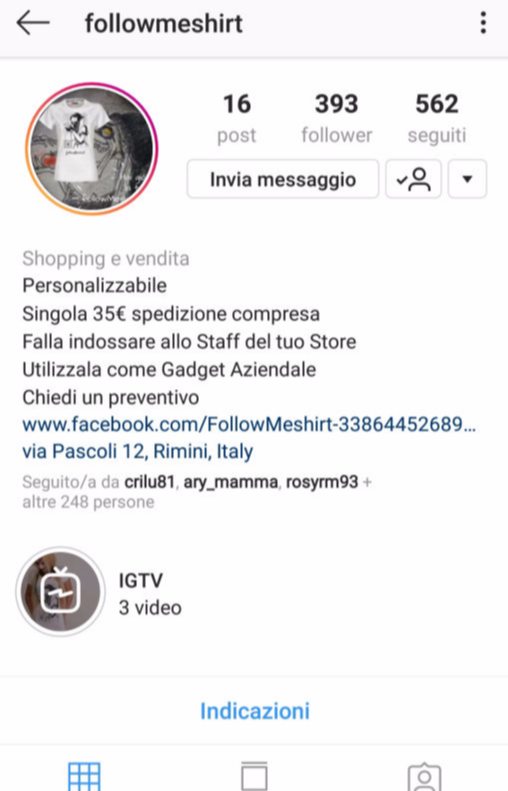 followmeshirt
16 393 562
post follower seguiti
Invia messaggio
Shopping e vendita
Personalizzabile
Singola 35€ spedizione compresa
Falla indossare allo Staff del tuo Store
Utilizzala come Gadget Aziendale
Chiedi un preventivo
www.facebook.com/FollowMeshirt-33864452689...
via Pascoli 12, Rimini, Italy
Seguito/a da crilu81, ary_mamma, rosyrm93 +
altre 248 persone
IGTV
3 video
Indicazioni